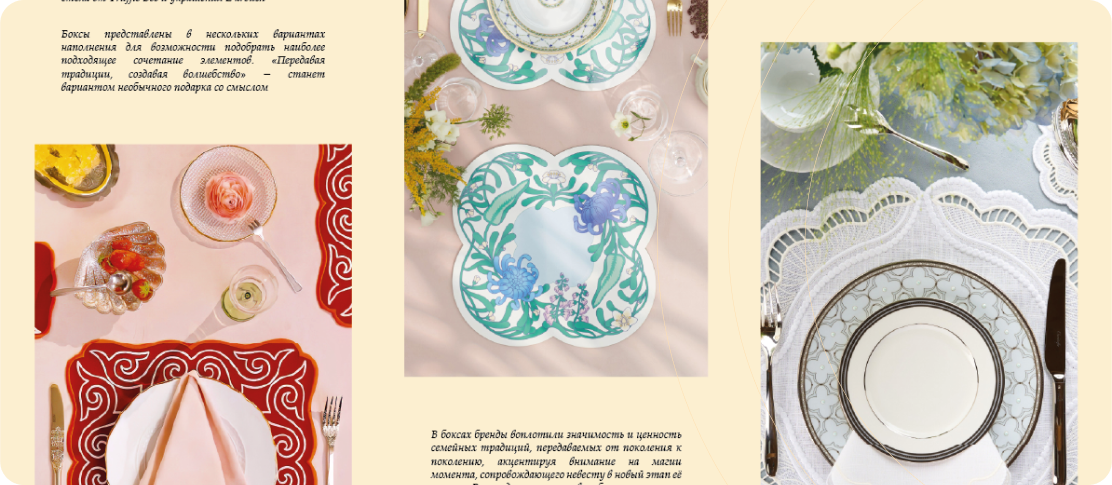 Боксы представлены в нескольких вариантах
наполнения для возможности подобрать наиболее
подходящее сочетание элементов. «Передавая
традиции, создавая волшебство» — станет
вариантом необычного подарка со смыслом
В боксах бренды воплотили значимость и ценность
семейных традиций, передаваемых от поколения к
поколению, акцентируя внимание на магии
момента, сопровождающего невесту в новый этап её